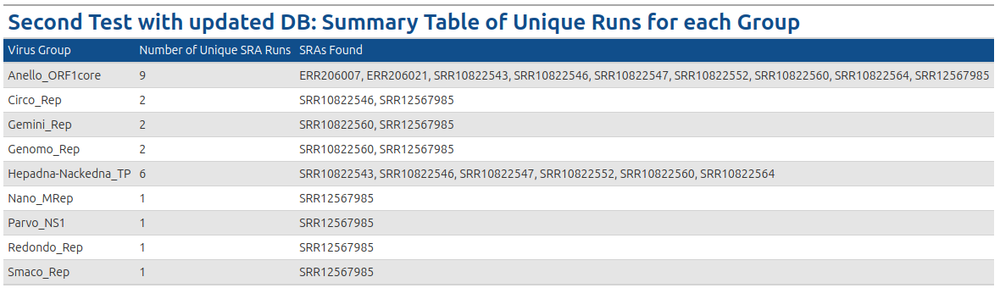 Second Test with updated DB: Summary Table of Unique Runs for each Group
Virus Group Number of Unique SRA Runs SRAs Found
Anello_ORF1core 9 ERR206007, ERR206021, SRR10822543, SRR10822546, SRR10822547, SRR10822552, SRR10822560, SRR10822564, SRR12567985
Circo_Rep 2 SRR10822546, SRR12567985
Gemini_Rep 2 SRR10822560, SRR12567985
Genomo_Rep 2 SRR10822560, SRR12567985
Hepadna-Nackedna_TP 6 SRR10822543, SRR10822546, SRR10822547, SRR10822552, SRR10822560, SRR10822564
Nano_MRep 1 SRR12567985
Parvo_NS1 1 SRR12567985
Redondo_Rep 1 SRR12567985
Smaco_Rep 1 SRR12567985